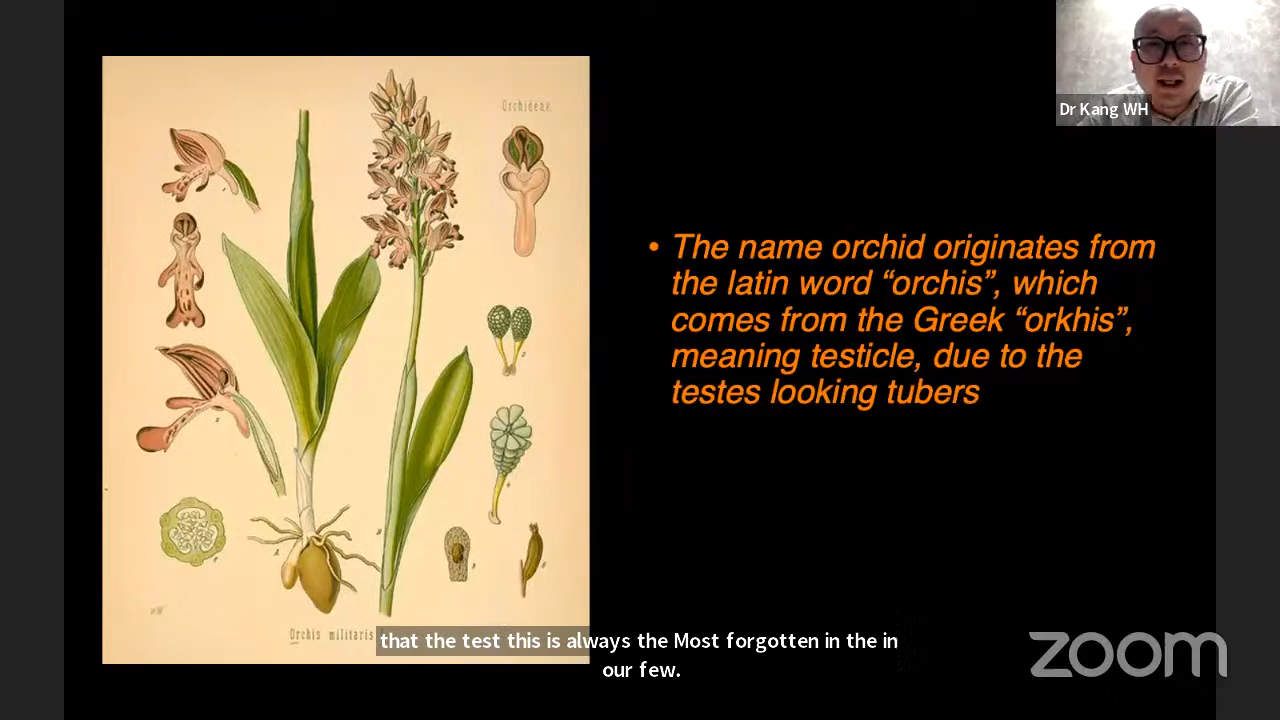 Dr Kang WH
Orchideae.
• The name orchid originates from
the latin word “orchis”, which
comes from the Greek “orkhis”,
meaning testicle, due to the
testes looking tubers
Orchis militaris
that the test this is always the Most forgotten in the in
our few.
zoom